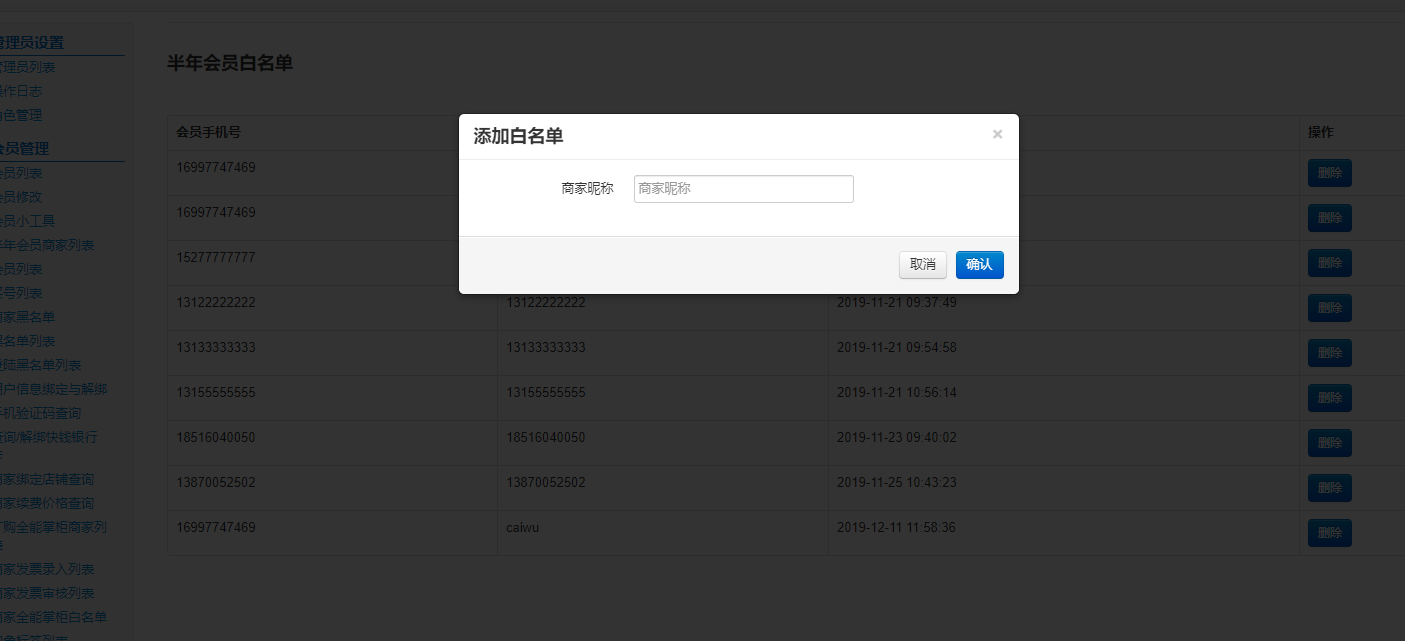 管理员设置
管理员列表
操作日志
角色管理
会员管理
会员列表
会员修改
会员小工具
半年会员商家列表
会员列表
号列表
商家黑名单
黑名单列表
登陆黑名单列表
用户信息绑定与解绑
手机验证码查询
查询/解绑快钱银行
卡
商家绑定店铺查询
商家续费价格查询
订购全能掌柜商家列
表
商家发票录入列表
商家发票审核列表
商家全能掌柜白名单
半年会员白名单
添加白名单
×
商家昵称
商家昵称
取消
确认
会员手机号
操作
16997747469
删除
16997747469
删除
15277777777
删除
13122222222
13122222222
2019-11-21 09:37:49
删除
13133333333
13133333333
2019-11-21 09:54:58
删除
13155555555
13155555555
2019-11-21 10:56:14
删除
18516040050
18516040050
2019-11-23 09:40:02
删除
13870052502
13870052502
2019-11-25 10:43:23
删除
16997747469
caiwu
2019-12-11 11:58:36
删除